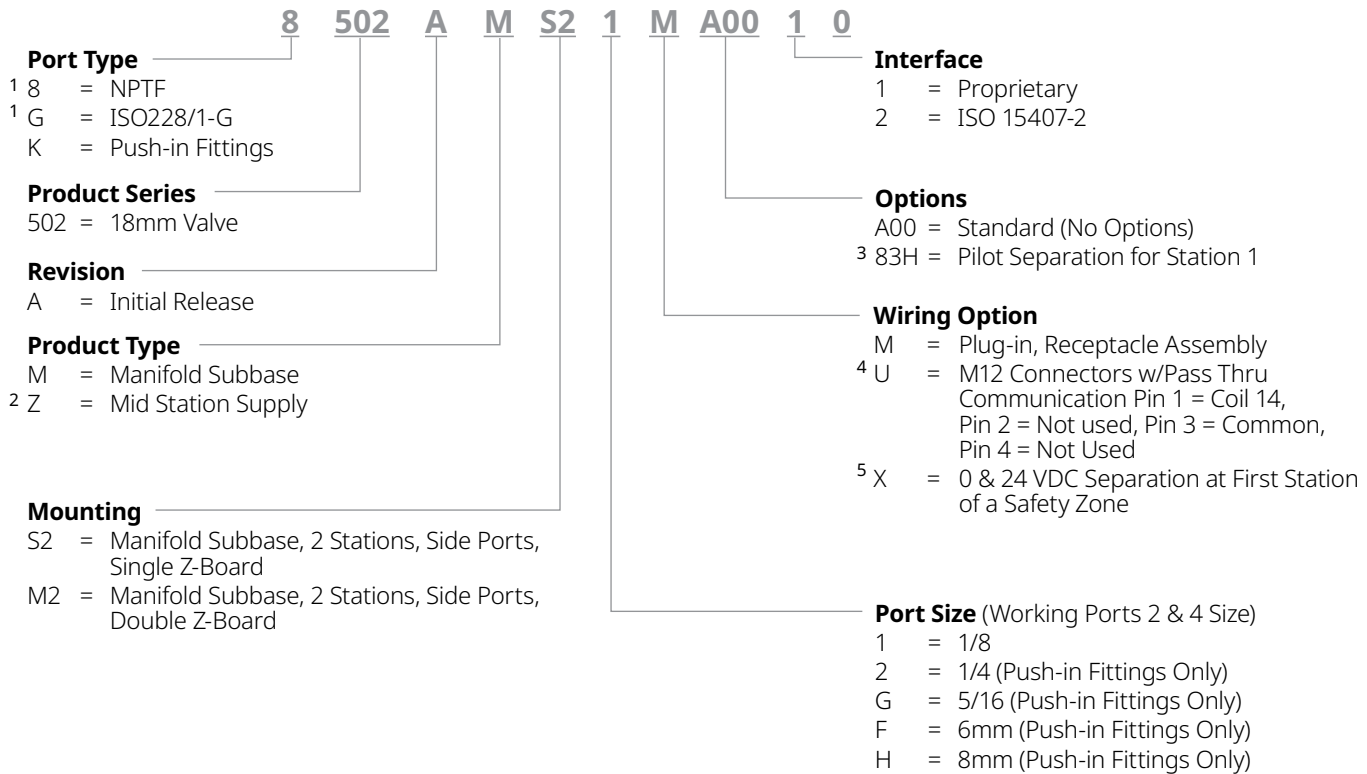 8 502 A M S2 1 M A00 1 0
Port Type
1 8 = NPTF
1 G = ISO228/1-G
K = Push-in Fittings
Product Series
502 = 18mm Valve
Revision
A = Initial Release
Product Type
M = Manifold Subbase
2 Z = Mid Station Supply
Mounting
S2 = Manifold Subbase, 2 Stations, Side Ports,
Single Z-Board
M2 = Manifold Subbase, 2 Stations, Side Ports,
Double Z-Board
Interface
1 = Proprietary
2 = ISO 15407-2
Options
A00 = Standard (No Options)
3 83H = Pilot Separation for Station 1
Wiring Option
M = Plug-in, Receptacle Assembly
4 U = M12 Connectors w/Pass Thru
Communication Pin 1 = Coil 14,
Pin 2 = Not used, Pin 3 = Common,
Pin 4 = Not Used
5 X = 0 & 24 VDC Separation at First Station
of a Safety Zone
Port Size (Working Ports 2 & 4 Size)
1 = 1/8
2 = 1/4 (Push-in Fittings Only)
G = 5/16 (Push-in Fittings Only)
F = 6mm (Push-in Fittings Only)
H = 8mm (Push-in Fittings Only)